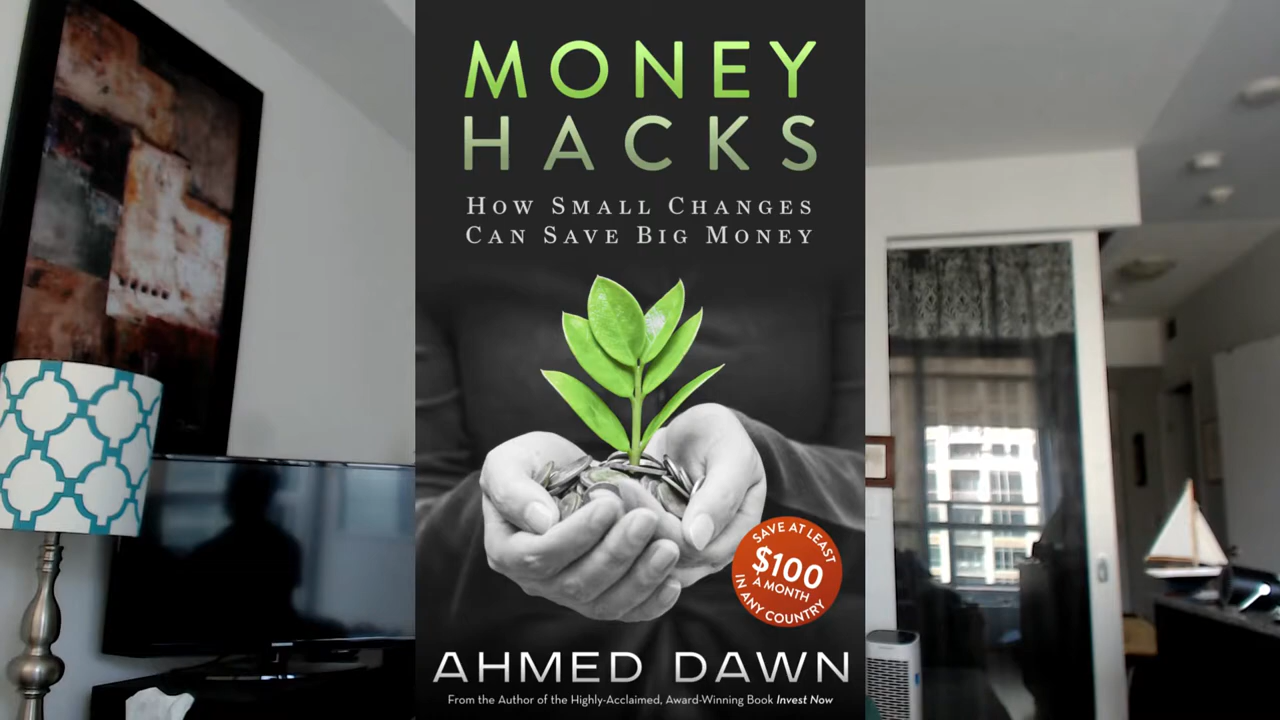 MONEY
HACKS
How Small Changes
Can Save Big Money
SAVE AT LEAST
$100
A MONTH
IN ANY COUNTRY
AHMED DAWN
From the Author of the Highly-Acclaimed, Award-Winning Book Invest Now